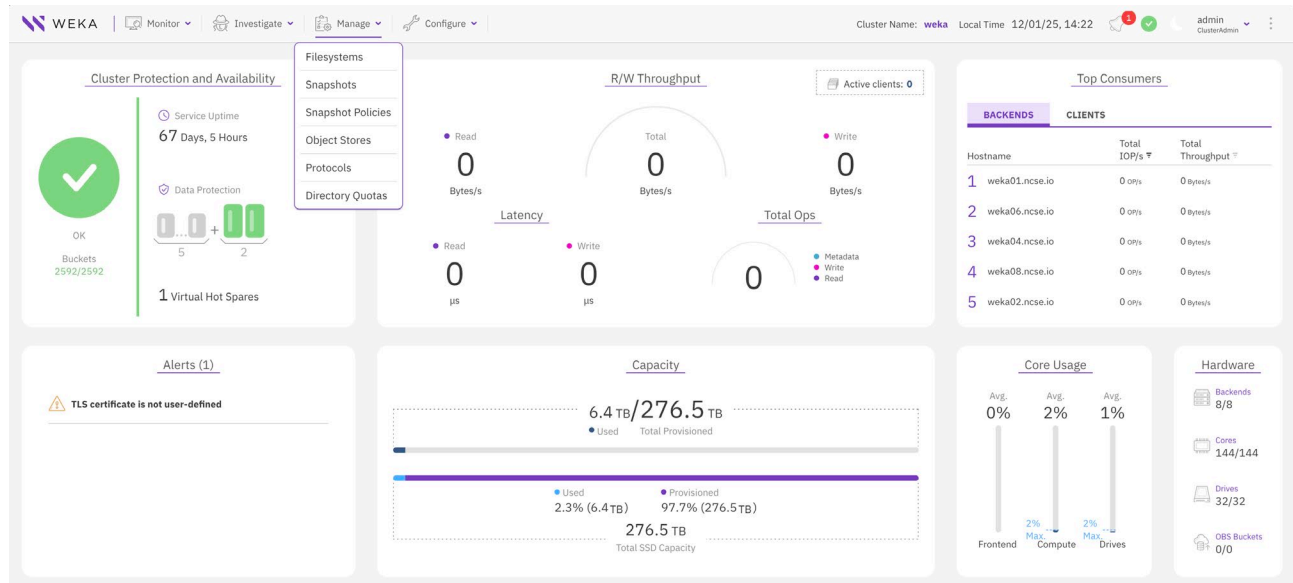 WEKA Monitor Investigate Manage Configure Cluster Name: weka Local Time 12/01/25, 14:22 1 admin
ClusterAdmin
Filesystems
Snapshots
Snapshot Policies
Object Stores
Protocols
Directory Quotas
Cluster Protection and Availability
Service Uptime
67 Days, 5 Hours
Data Protection
0...0 + 00
5 2
OK
Buckets
2592/2592
1 Virtual Hot Spares
R/W Throughput
Active clients: 0
Read Total Write
0 0 0
Bytes/s Bytes/s Bytes/s
Latency
Read Write
0 0
µs µs
Total Ops
0
Metadata
Write
Read
Top Consumers
BACKENDS CLIENTS
Hostname Total IOP/s Total Throughput
1 weka01.ncse.io 0 OP/s 0 Bytes/s
2 weka06.ncse.io 0 OP/s 0 Bytes/s
3 weka04.ncse.io 0 OP/s 0 Bytes/s
4 weka08.ncse.io 0 OP/s 0 Bytes/s
5 weka02.ncse.io 0 OP/s 0 Bytes/s
Alerts (1)
TLS certificate is not user-defined
Capacity
6.4 TB/276.5 TB
Used Total Provisioned
Used Provisioned
2.3% (6.4TB) 97.7% (276.5TB)
276.5 TB
Total SSD Capacity
Core Usage
Avg. Avg. Avg.
0% 2% 1%
2% 2%
Max. Max.
Frontend Compute Drives
Hardware
Backends
8/8
Cores
144/144
Drives
32/32
OBS Buckets
0/0